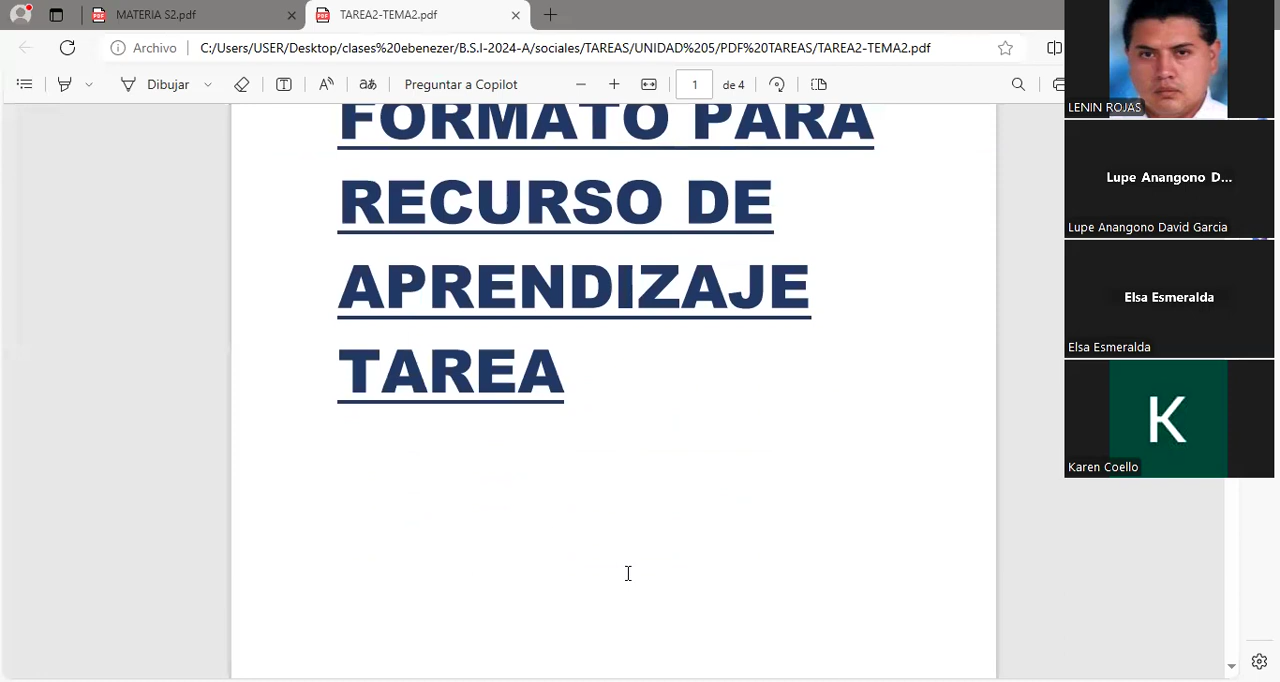 MATERIA S2.pdf
TAREA2-TEMA2.pdf
Archivo
C:/Users/USER/Desktop/clases%20ebenezer/B.S.I-2024-A/sociales/TAREAS/UNIDAD%205/PDF%20TAREAS/TAREA2-TEMA2.pdf
Dibujar
Preguntar a Copilot
1
de 4
FORMATO PARA
RECURSO DE
APRENDIZAJE
TAREA
LENIN ROJAS
Lupe Anangono D...
Lupe Anangono David Garcia
Elsa Esmeralda
Elsa Esmeralda
K
Karen Coello